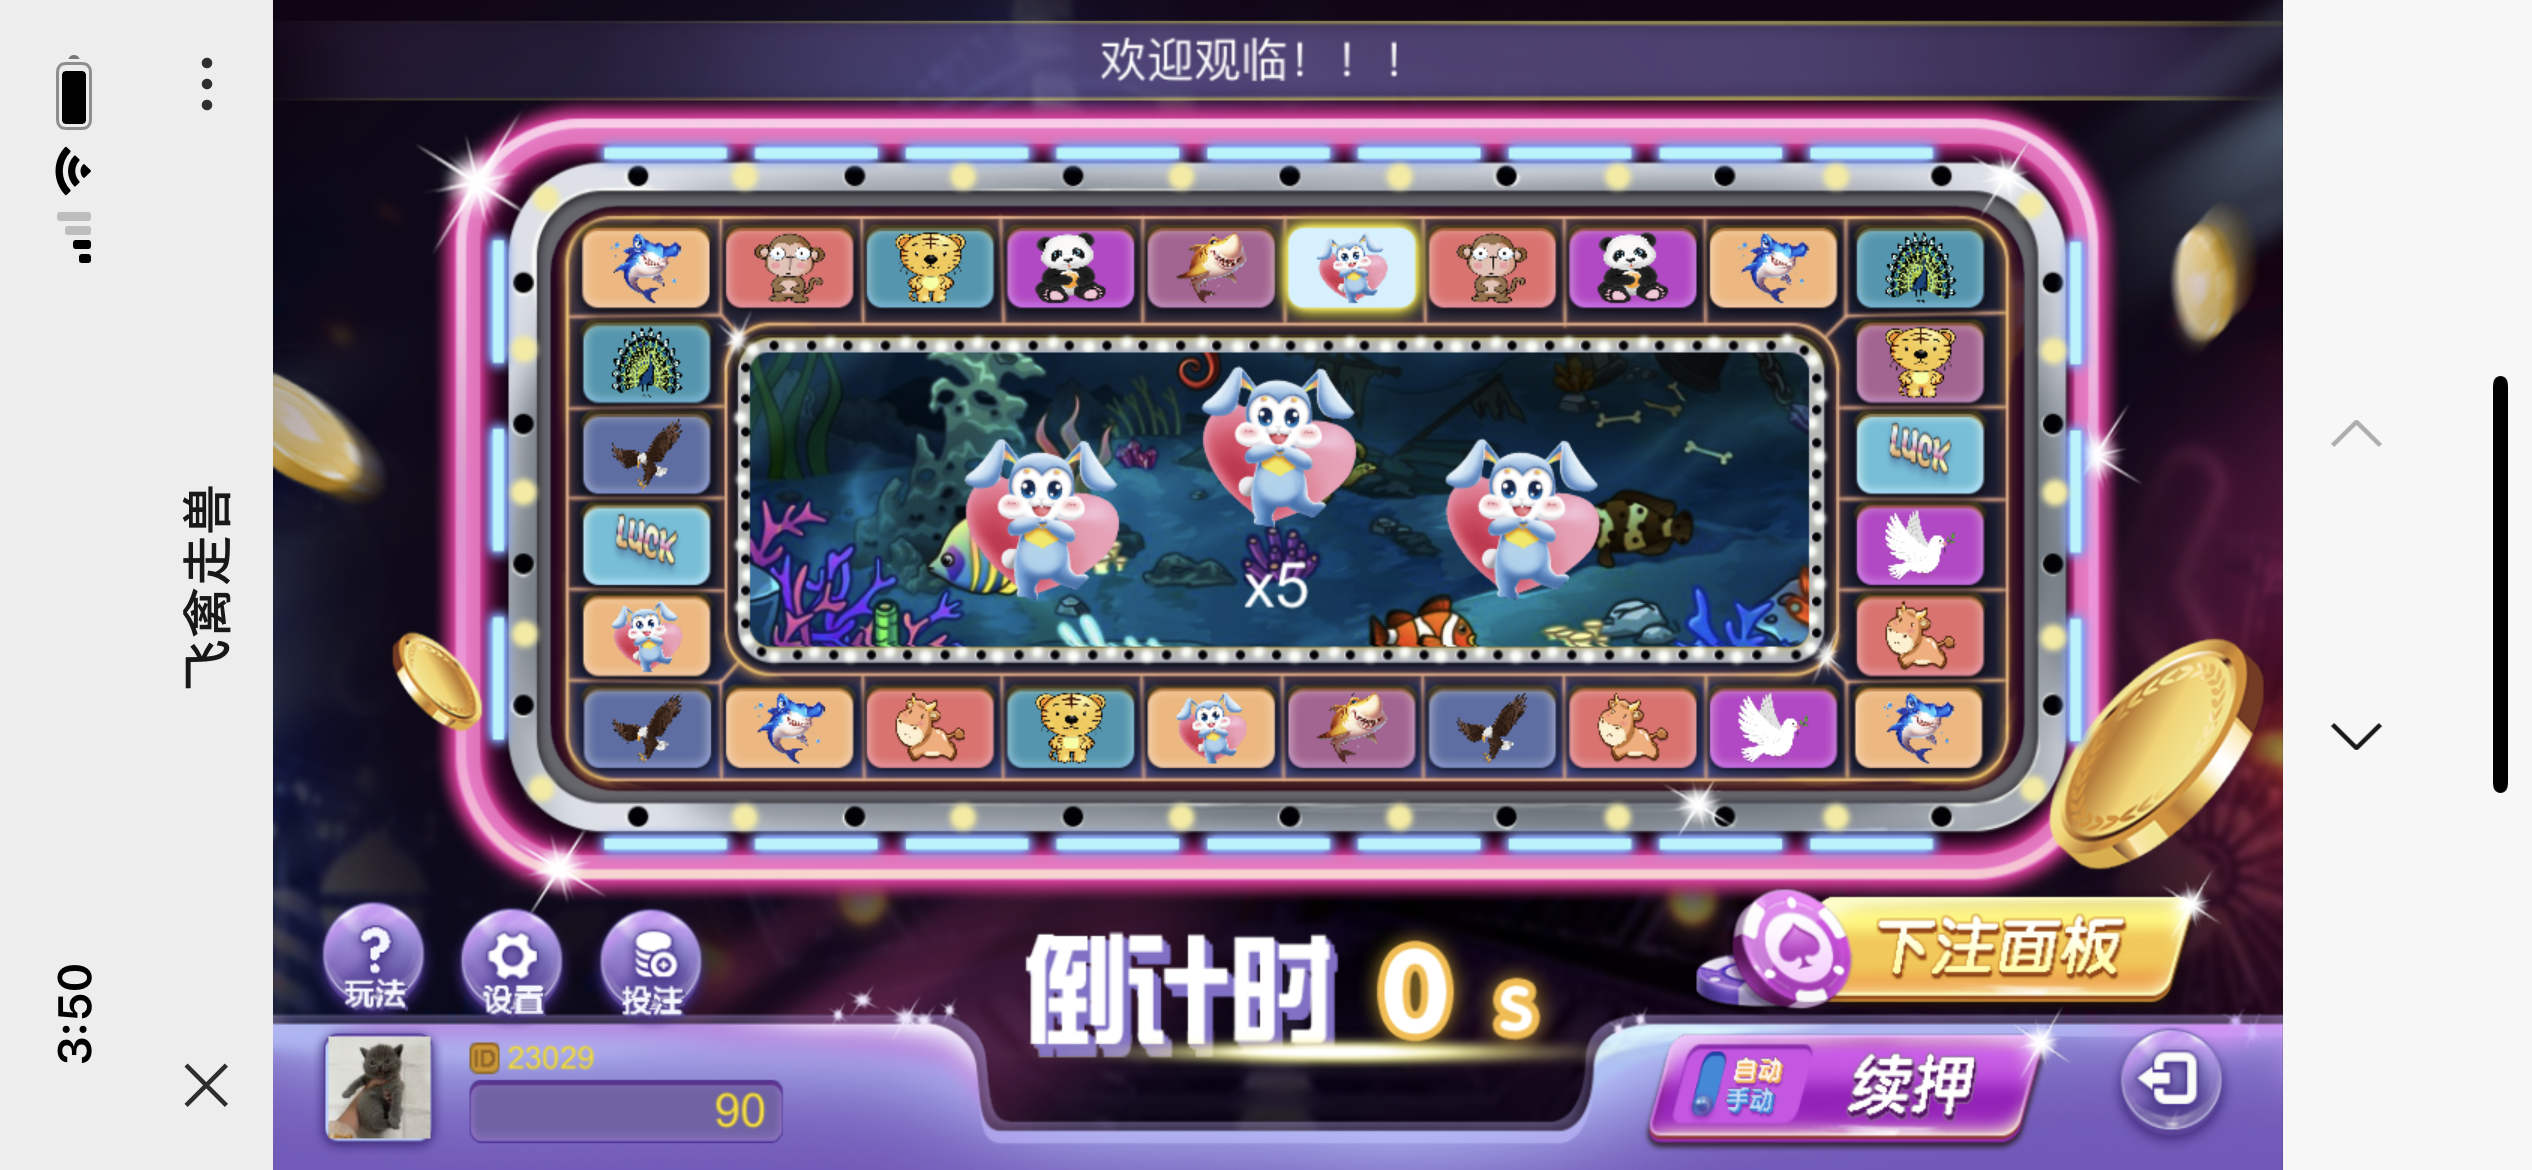 3:50
飞禽走兽
欢迎观临！！！
LUCK
LUCK
x5
玩法
设置
投注
倒计时 0 s
下注面板
ID 23029
90
自动
手动
续押